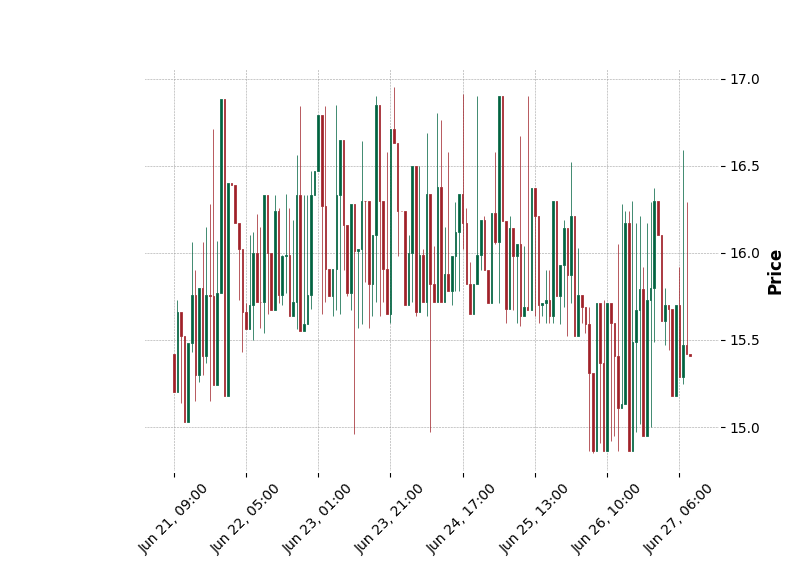 17.0
16.5
16.0
15.5
15.0
Price
Jun 21, 09:00
Jun 22, 05:00
Jun 23, 01:00
Jun 23, 21:00
Jun 24, 17:00
Jun 25, 13:00
Jun 26, 10:00
Jun 27, 06:00